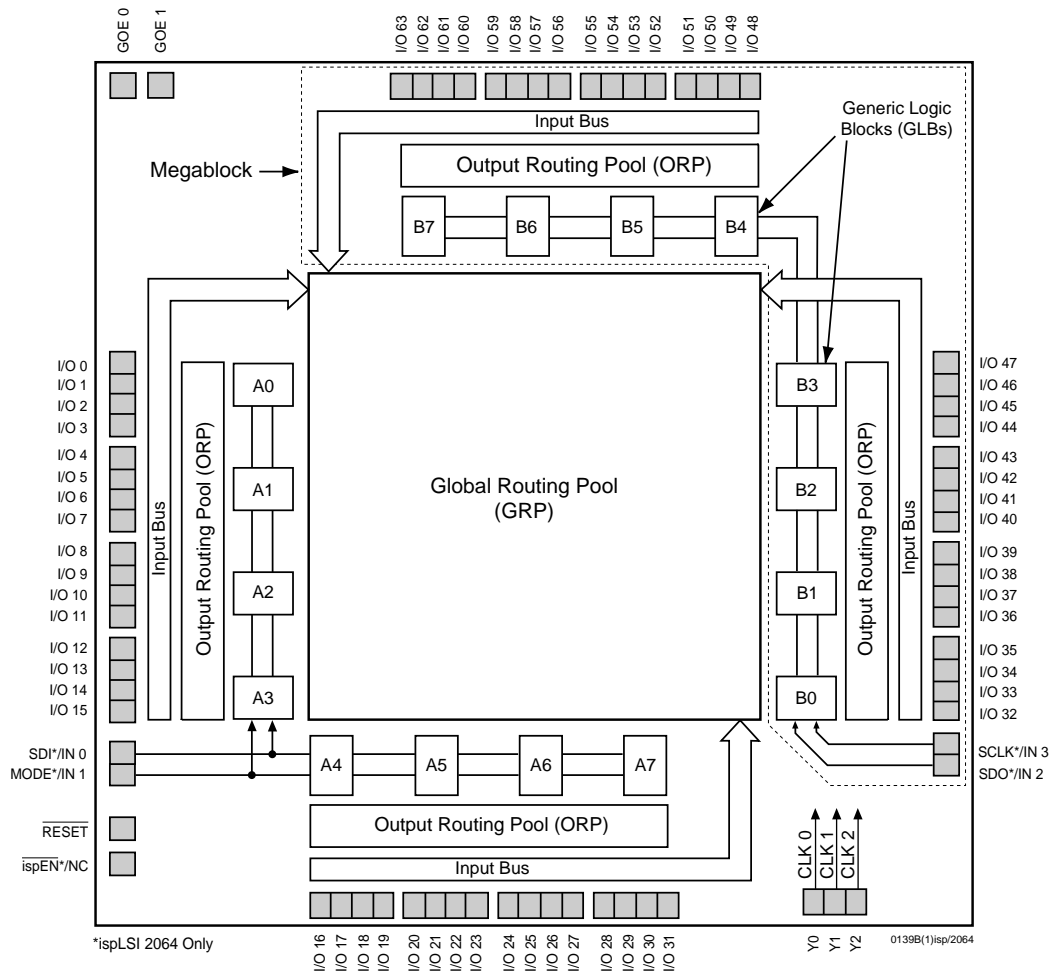 GOE 0
GOE 1
I/O 63
I/O 62
I/O 61
I/O 60
I/O 59
I/O 58
I/O 57
I/O 56
I/O 55
I/O 54
I/O 53
I/O 52
I/O 51
I/O 50
I/O 49
I/O 48
Input Bus
Generic Logic
Blocks (GLBs)
Megablock
Output Routing Pool (ORP)
B7
B6
B5
B4
I/O 0
I/O 1
I/O 2
I/O 3
I/O 4
I/O 5
I/O 6
I/O 7
I/O 8
I/O 9
I/O 10
I/O 11
I/O 12
I/O 13
I/O 14
I/O 15
Input Bus
Output Routing Pool (ORP)
A0
A1
A2
A3
Global Routing Pool
(GRP)
B3
B2
B1
B0
Output Routing Pool (ORP)
Input Bus
I/O 47
I/O 46
I/O 45
I/O 44
I/O 43
I/O 42
I/O 41
I/O 40
I/O 39
I/O 38
I/O 37
I/O 36
I/O 35
I/O 34
I/O 33
I/O 32
SDI*/IN 0
MODE*/IN 1
A4
A5
A6
A7
SCLK*/IN 3
SDO*/IN 2
RESET
ispEN*/NC
Output Routing Pool (ORP)
Input Bus
CLK 0
CLK 1
CLK 2
*ispLSI 2064 Only
I/O 16
I/O 17
I/O 18
I/O 19
I/O 20
I/O 21
I/O 22
I/O 23
I/O 24
I/O 25
I/O 26
I/O 27
I/O 28
I/O 29
I/O 30
I/O 31
Y0
Y1
Y2
0139B(1)isp/2064